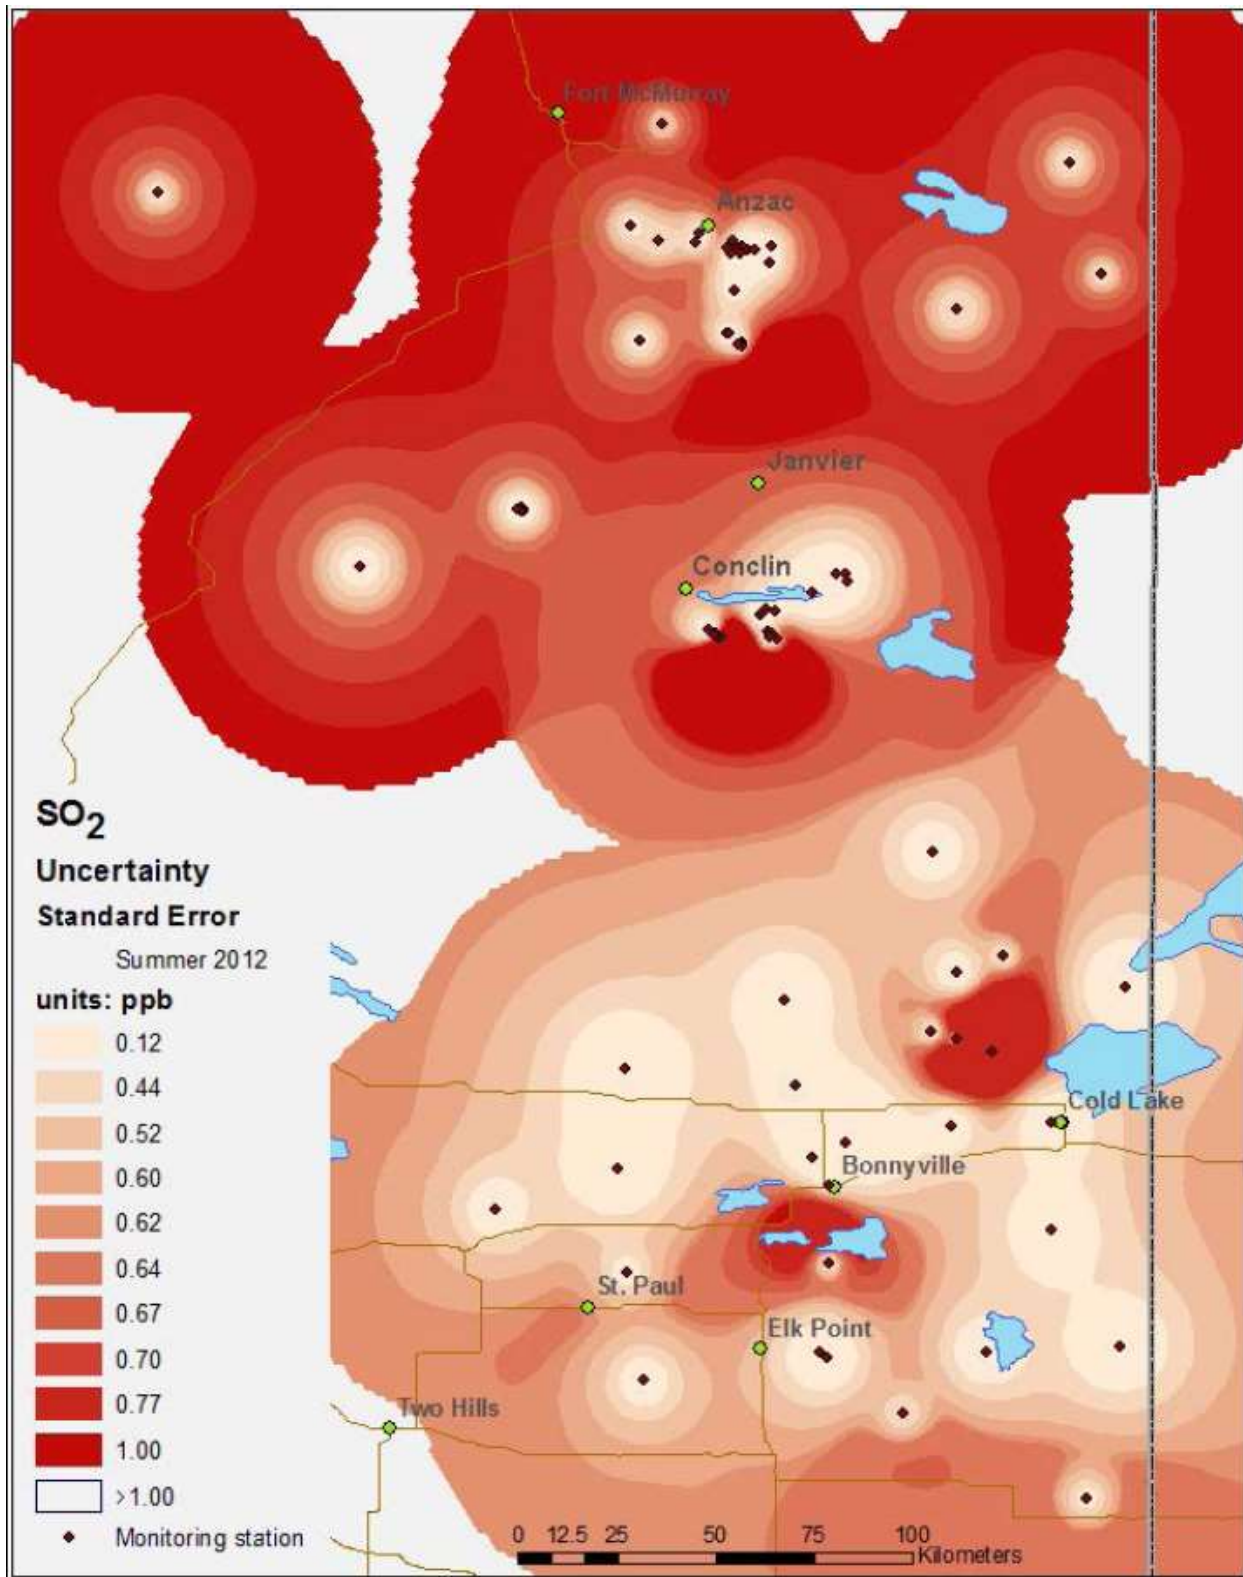 Fort McMurray
Anzac
Janvier
Conclin
SO2
Uncertainty
Standard Error
Summer 2012
units: ppb
0.12
0.44
0.52
0.60
0.62
0.64
0.67
0.70
0.77
1.00
>1.00
Monitoring station
Cold Lake
Bonnyville
St. Paul
Elk Point
Two Hills
0 12.5 25 50 75 100
Kilometers